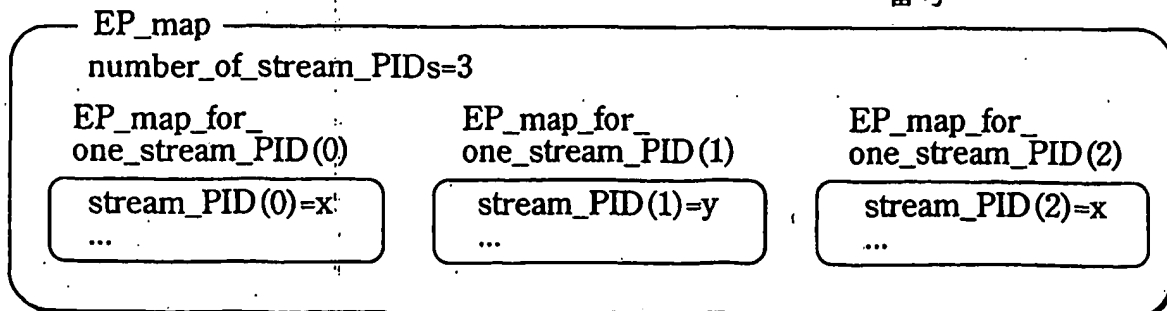 EP_map
number_of_stream_PIDs=3
EP_map_for_
one_stream_PID(0)
stream_PID(0)=x
...
EP_map_for_
one_stream_PID(1)
stream_PID(1)=y
...
EP_map_for_
one_stream_PID(2)
stream_PID(2)=x
...